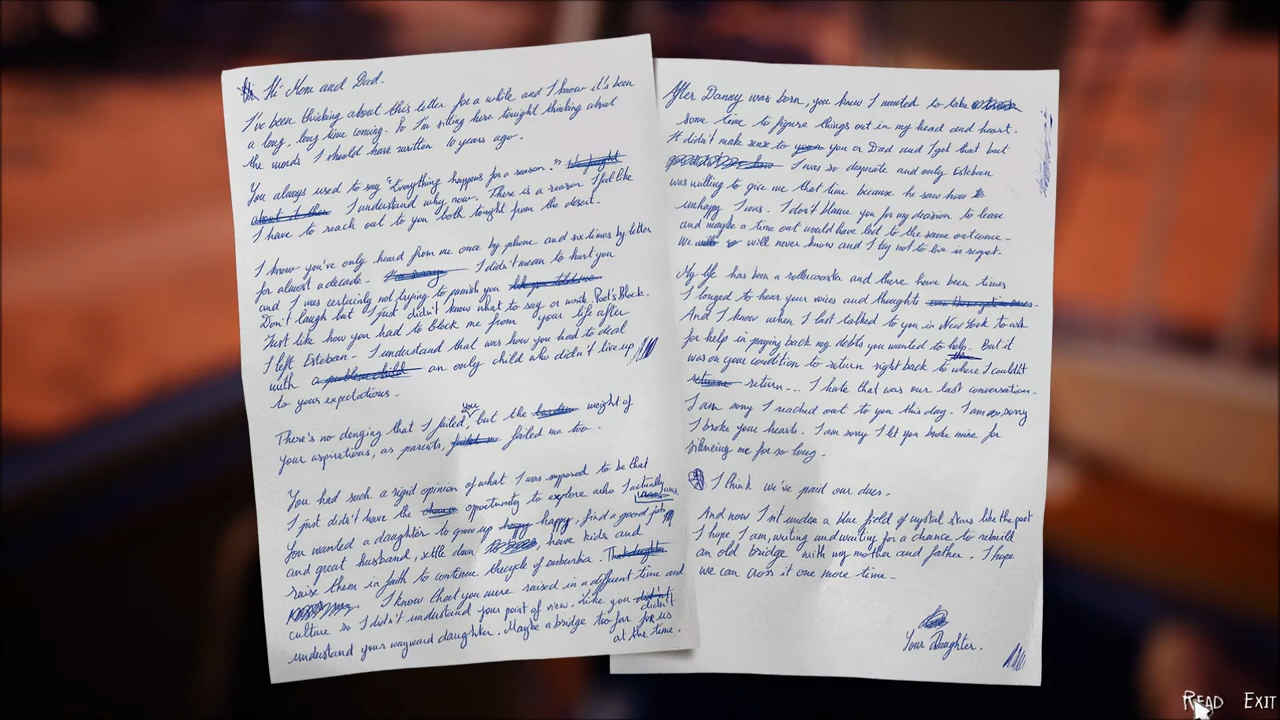 Hi Mom and Dad.
I've been thinking about this letter for a while and I know it's been
a long, long time coming. So I'm sitting here tonight thinking about
the words I should have written 10 years ago.
You always used to say "Everything happens for a reason."
about it then I understand why now. There is a reason I feel like
I have to reach out to you both tonight from the desert.
I know you've only heard from me once by phone and six times by letter
for almost a decade. I didn't mean to hurt you
and I was certainly not trying to punish you
Don't laugh but I just didn't know what to say or write. Poet's Block.
Just like how you had to block me from your life after
I left Esteban. I understand that was how you had to deal
with a problem child an only child who didn't live up
to your expectations.
There's no denying that I failed you, but the burden weight of
your aspirations, as parents, failed me failed me too.
You had such a rigid opinion of what I was supposed to be that
I just didn't have the chance opportunity to explore who I actually was.
You wanted a daughter to grow up happy happy, find a good job
and great husband, settle down, have kids and
raise them in faith to continue the cycle of suburbia. That daughter
I know that you were raised in a different time and
culture so I didn't understand your point of view. Like you didn't didn't
understand your wayward daughter. Maybe a bridge too far for us
at the time.
After Danny was born, you knew I wanted to take
some time to figure things out in my head and heart.
It didn't make sense to you or Dad and I get that but
I was so desperate and only Esteban
was willing to give me that time because he saw how
unhappy I was. I don't blame you for my decision to leave
and maybe a time out would have led to the same outcome.
We will never know and I try not to live in regret.
My life has been a rollercoaster and there have been times
I longed to hear your voices and thoughts
And I know when I last talked to you in New York to ask
for help in paying back my debts you wanted to help. But it
was on your condition to return right back to where I couldn't
return return... I hate that was our last conversation.
I am sorry I reached out to you this day. I am so sorry
I broke your hearts. I am sorry I let you broke mine for
silencing me for so long.
I think we've paid our dues.
And now I sit under a blue field of crystal stars like the poet
I hope I am, writing and waiting for a chance to rebuild
an old bridge with my mother and father. I hope
we can cross it one more time.
Your Daughter.
READ EXIT